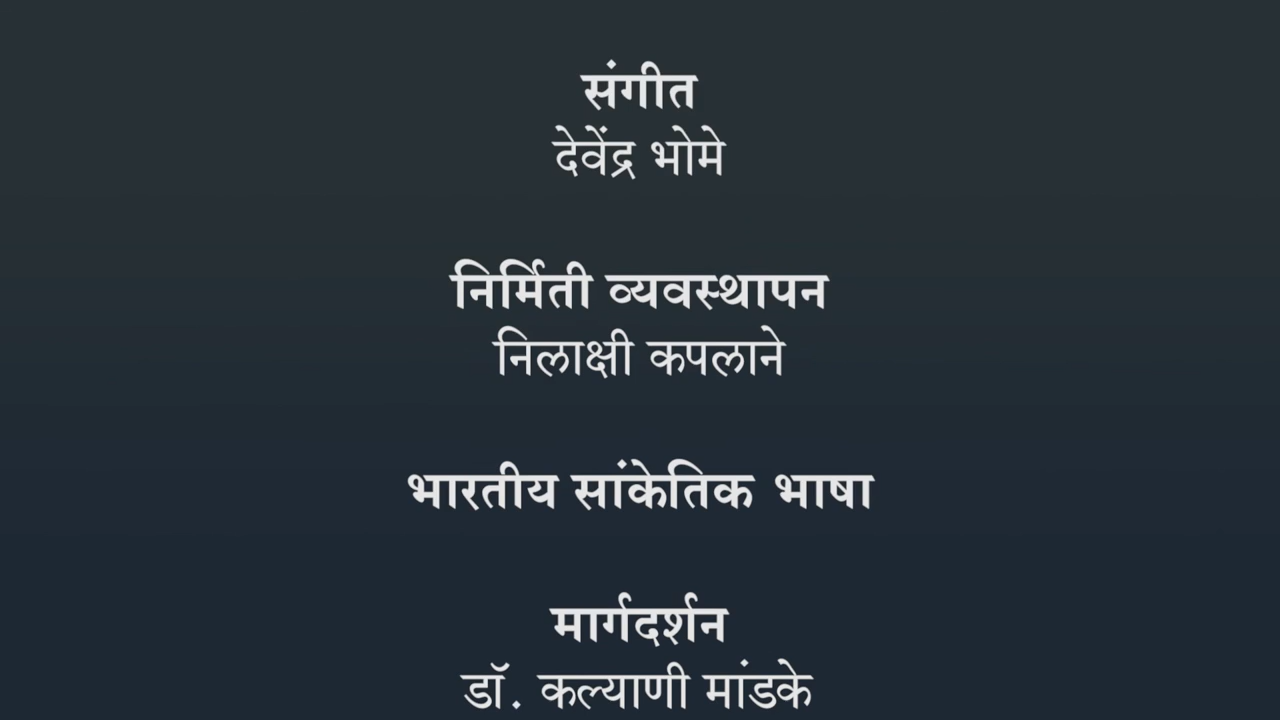 संगीत
देवेंद्र भोमे
निर्मिती व्यवस्थापन
निलाक्षी कपलाने
भारतीय सांकेतिक भाषा
मार्गदर्शन
डॉ. कल्याणी मांडके